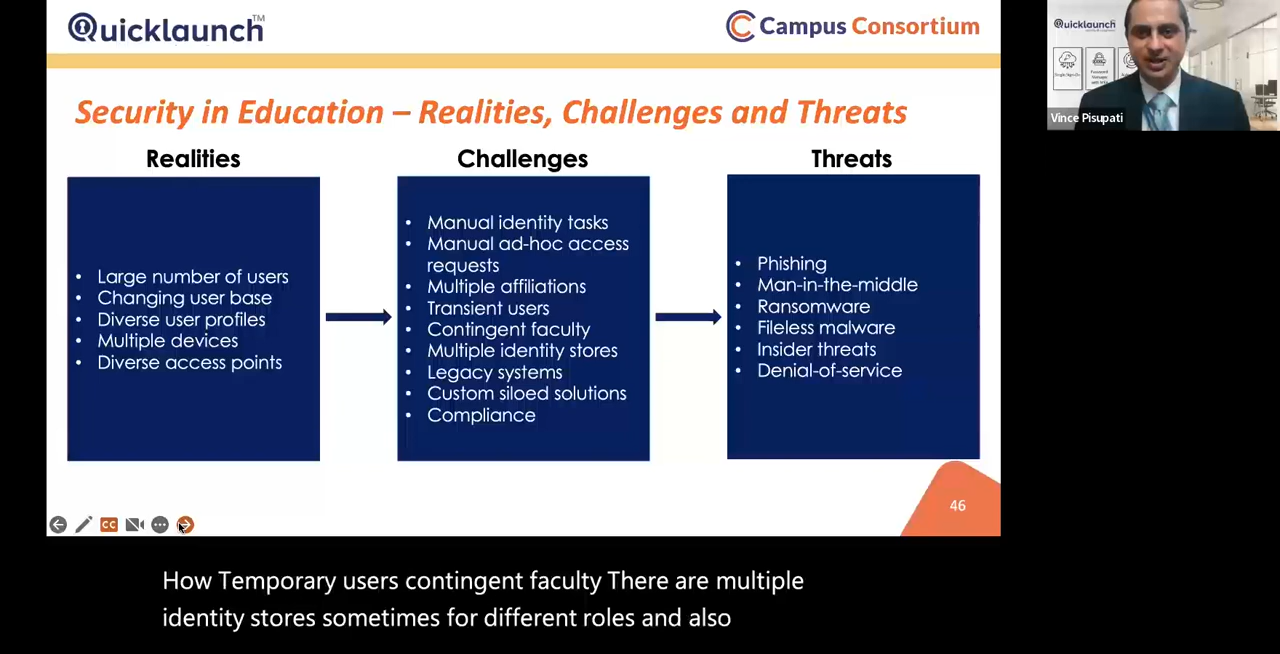 Quicklaunch™
Campus Consortium
Quicklaunch
Vince Pisupati
Security in Education – Realities, Challenges and Threats
Realities
Large number of users
Changing user base
Diverse user profiles
Multiple devices
Diverse access points
Challenges
Manual identity tasks
Manual ad-hoc access
requests
Multiple affiliations
Transient users
Contingent faculty
Multiple identity stores
Legacy systems
Custom siloed solutions
Compliance
Threats
Phishing
Man-in-the-middle
Ransomware
Fileless malware
Insider threats
Denial-of-service
46
CC
How Temporary users contingent faculty There are multiple
identity stores sometimes for different roles and also